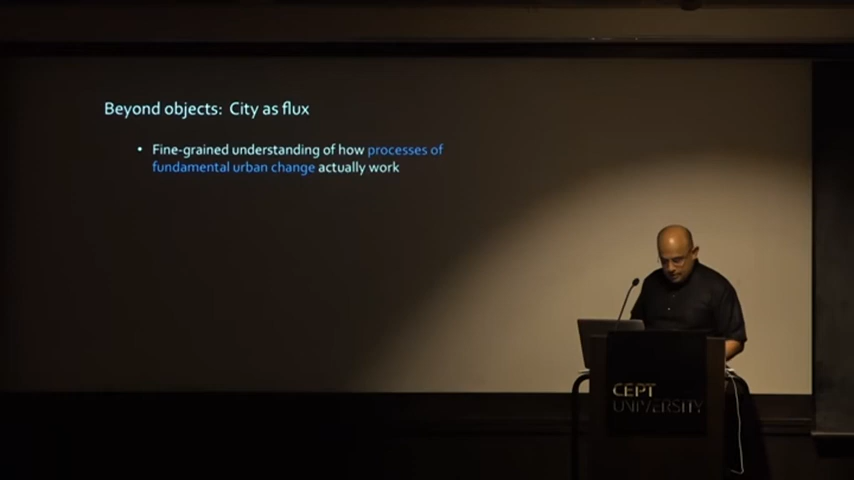 Beyond objects: City as flux
• Fine-grained understanding of how processes of
fundamental urban change actually work
CEPT
UNIVERSITY